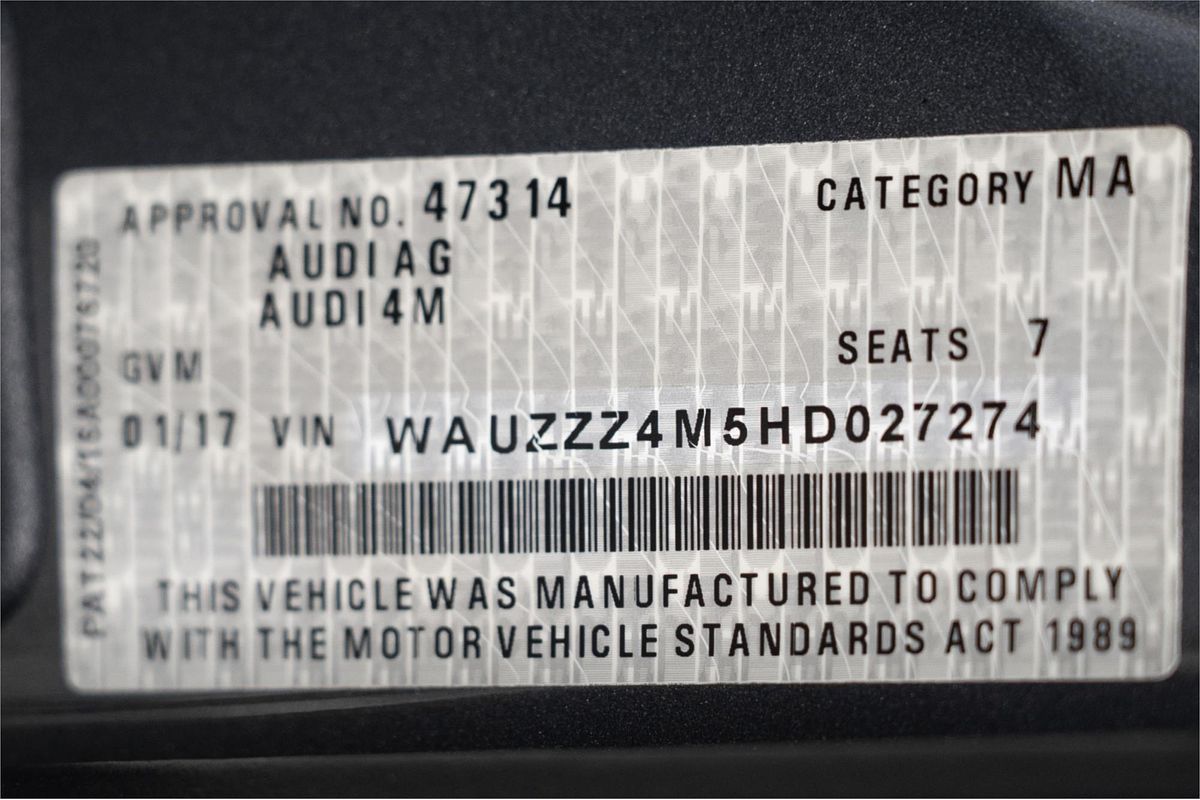 APPROVAL NO. 47314 CATEGORY MA
AUDI AG
AUDI 4M
GVM SEATS 7
01/17 VIN WAUZZZ4M5HD027274
THIS VEHICLE WAS MANUFACTURED TO COMPLY
WITH THE MOTOR VEHICLE STANDARDS ACT 1989